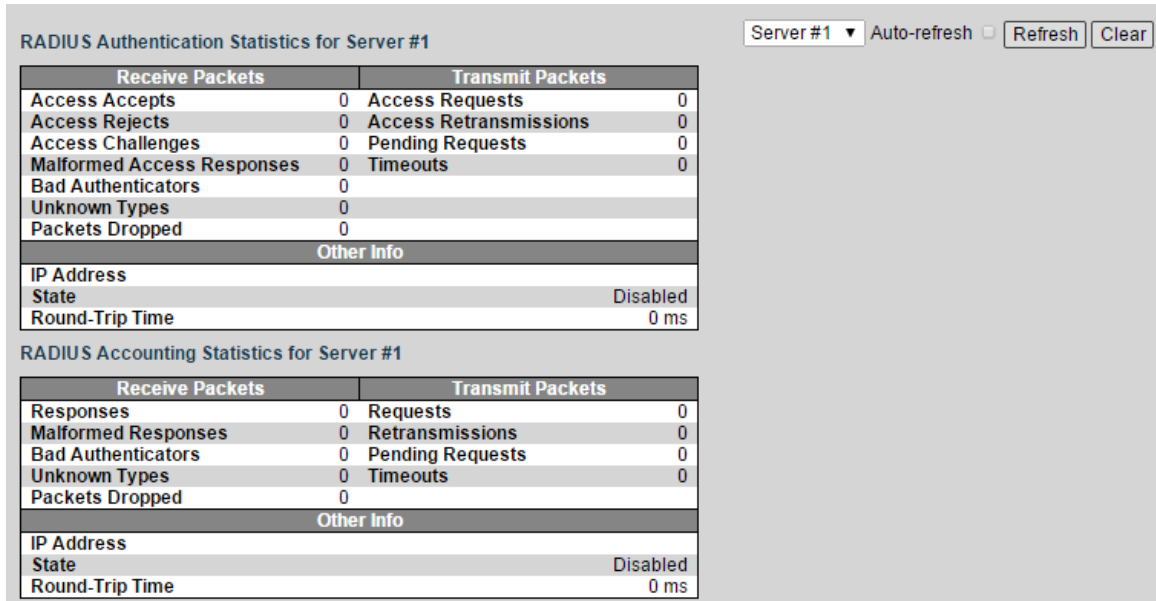 RADIUS Authentication Statistics for Server #1
Server #1 ▼ Auto-refresh Refresh Clear
Receive Packets Transmit Packets
Access Accepts 0 Access Requests 0
Access Rejects 0 Access Retransmissions 0
Access Challenges 0 Pending Requests 0
Malformed Access Responses 0 Timeouts 0
Bad Authenticators 0
Unknown Types 0
Packets Dropped 0
Other Info
IP Address
State Disabled
Round-Trip Time 0 ms
RADIUS Accounting Statistics for Server #1
Receive Packets Transmit Packets
Responses 0 Requests 0
Malformed Responses 0 Retransmissions 0
Bad Authenticators 0 Pending Requests 0
Unknown Types 0 Timeouts 0
Packets Dropped 0
Other Info
IP Address
State Disabled
Round-Trip Time 0 ms